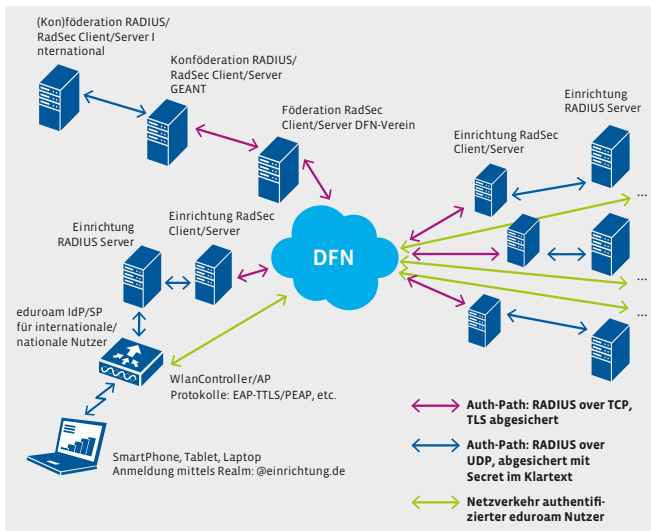 (Kon)föderation RADIUS/
RadSec Client/Server I
nternational
Konföderation RADIUS/
RadSec Client/Server
GEANT
Föderation RadSec
Client/Server DFN-Verein
Einrichtung
RADIUS Server
Einrichtung RadSec
Client/Server
...
Einrichtung
RADIUS Server
Einrichtung RadSec
Client/Server
DFN
...
...
eduroam IdP/SP
für internationale/
nationale Nutzer
WlanController/AP
Protokolle: EAP-TTLS/PEAP, etc.
SmartPhone, Tablet, Laptop
Anmeldung mittels Realm: @einrichtung.de
Auth-Path: RADIUS over TCP,
TLS abgesichert
Auth-Path: RADIUS over
UDP, abgesichert mit
Secret im Klartext
Netzverkehr authentifi-
zierter eduroam Nutzer